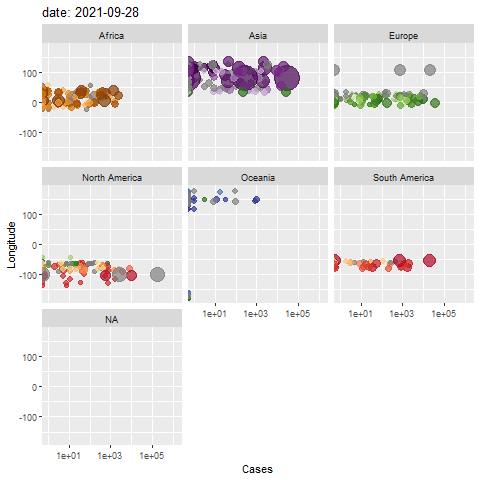 date: 2021-09-28
Africa
Asia
Europe
100
0
-100
North America
Oceania
South America
100
0
-100
1e+01
1e+03
1e+05
1e+01
1e+03
1e+05
NA
100
0
-100
1e+01
1e+03
1e+05
Longitude
Cases